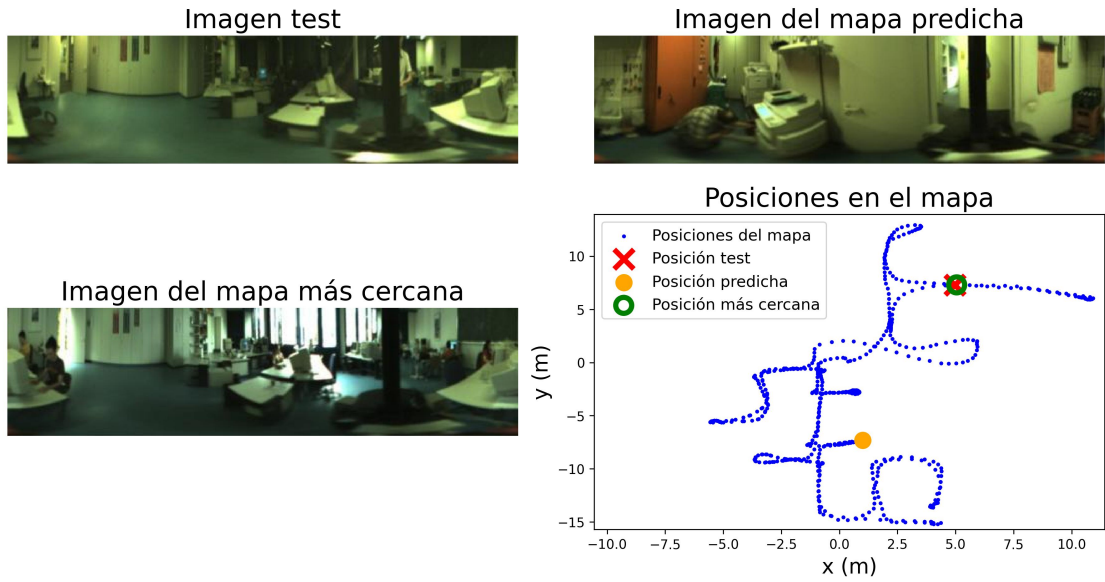 Imagen test
Imagen del mapa predicha
Imagen del mapa más cercana
Posiciones en el mapa
Posiciones del mapa
Posición test
Posición predicha
Posición más cercana
y (m)
10
5
0
−5
−10
−15
−10.0 −7.5 −5.0 −2.5 0.0 2.5 5.0 7.5 10.0
x (m)